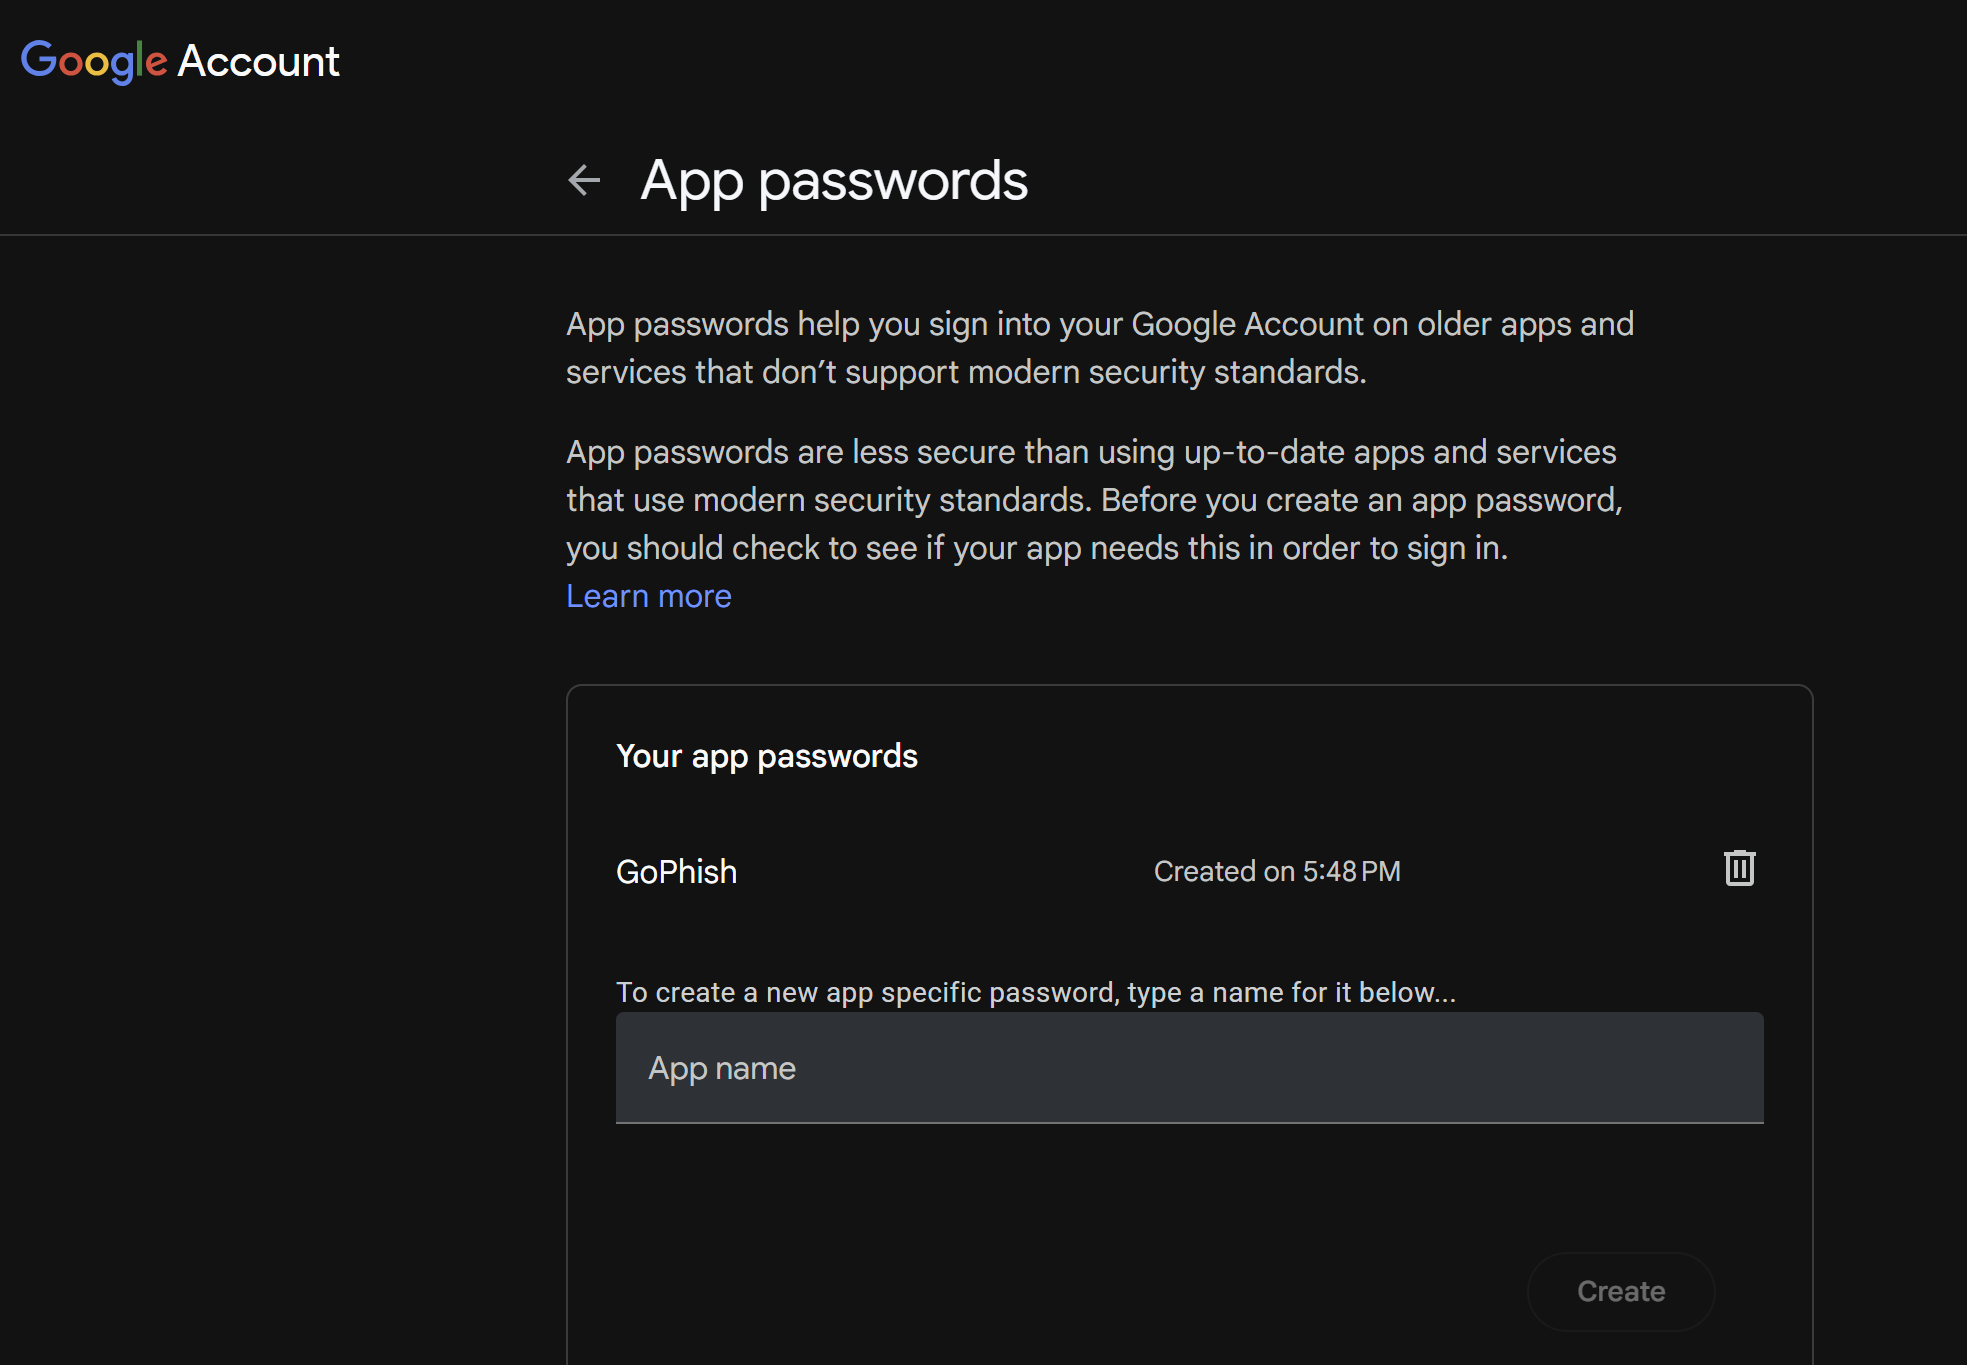 Google Account
App passwords
App passwords help you sign into your Google Account on older apps and
services that don’t support modern security standards.
App passwords are less secure than using up-to-date apps and services
that use modern security standards. Before you create an app password,
you should check to see if your app needs this in order to sign in.
Learn more
Your app passwords
GoPhish Created on 5:48 PM
To create a new app specific password, type a name for it below...
App name
Create